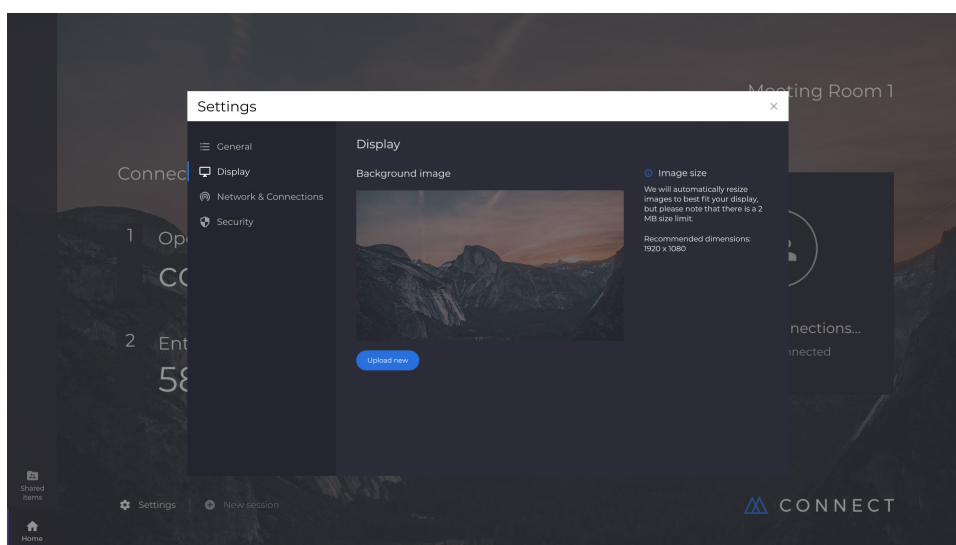 Meeting Room 1
Settings
General
Display
Network & Connections
Security
Display
Background image
Upload new
Image size
We will automatically resize
images to best fit your display,
but please note that there is a 2
MB size limit.
Recommended dimensions:
1920 x 1080
Connec
1 Op
co
2 Ent
58
nections...
nnected
Shared
items
Home
Settings
New session
CONNECT